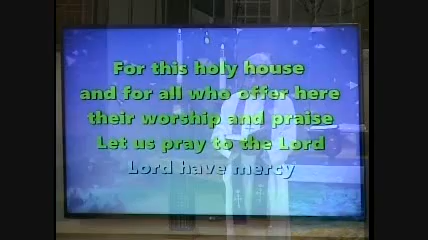 For this holy house
and for all who offer here
their worship and praise
Let us pray to the Lord
Lord have mercy